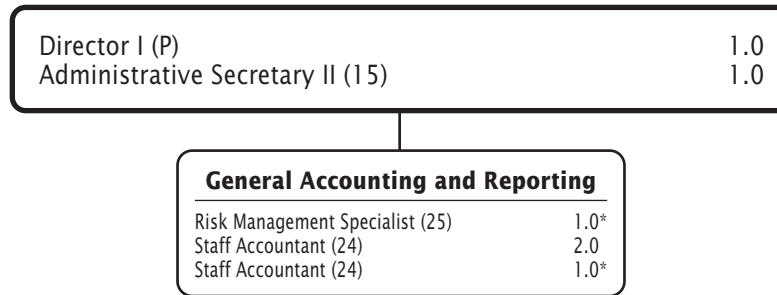 Director I (P) 1.0
Administrative Secretary II (15) 1.0
General Accounting and Reporting
Risk Management Specialist (25) 1.0*
Staff Accountant (24) 2.0
Staff Accountant (24) 1.0*